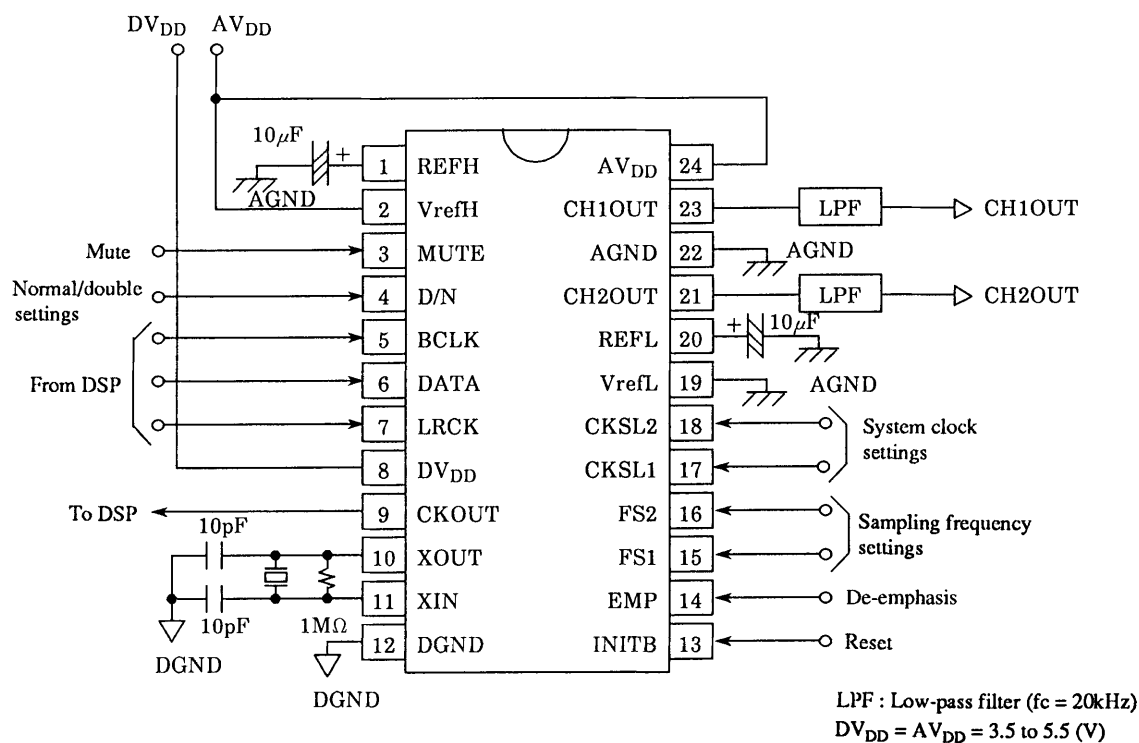 DVDD AVDD
10μF
+
AGND
1 REFH
2 VrefH
3 MUTE
4 D/N
5 BCLK
6 DATA
7 LRCK
8 DVDD
9 CKOUT
10 XOUT
11 XIN
12 DGND
AVDD 24
CH1OUT 23
AGND 22
CH2OUT 21
REFL 20
VrefL 19
CKSL2 18
CKSL1 17
FS2 16
FS1 15
EMP 14
INITB 13
Mute
Normal/double
settings
From DSP
To DSP
10pF
10pF
1MΩ
DGND
DGND
LPF
CH1OUT
AGND
LPF
CH2OUT
+
10μF
AGND
System clock
settings
Sampling frequency
settings
De-emphasis
Reset
LPF : Low-pass filter (fc = 20kHz)
DVDD = AVDD = 3.5 to 5.5 (V)